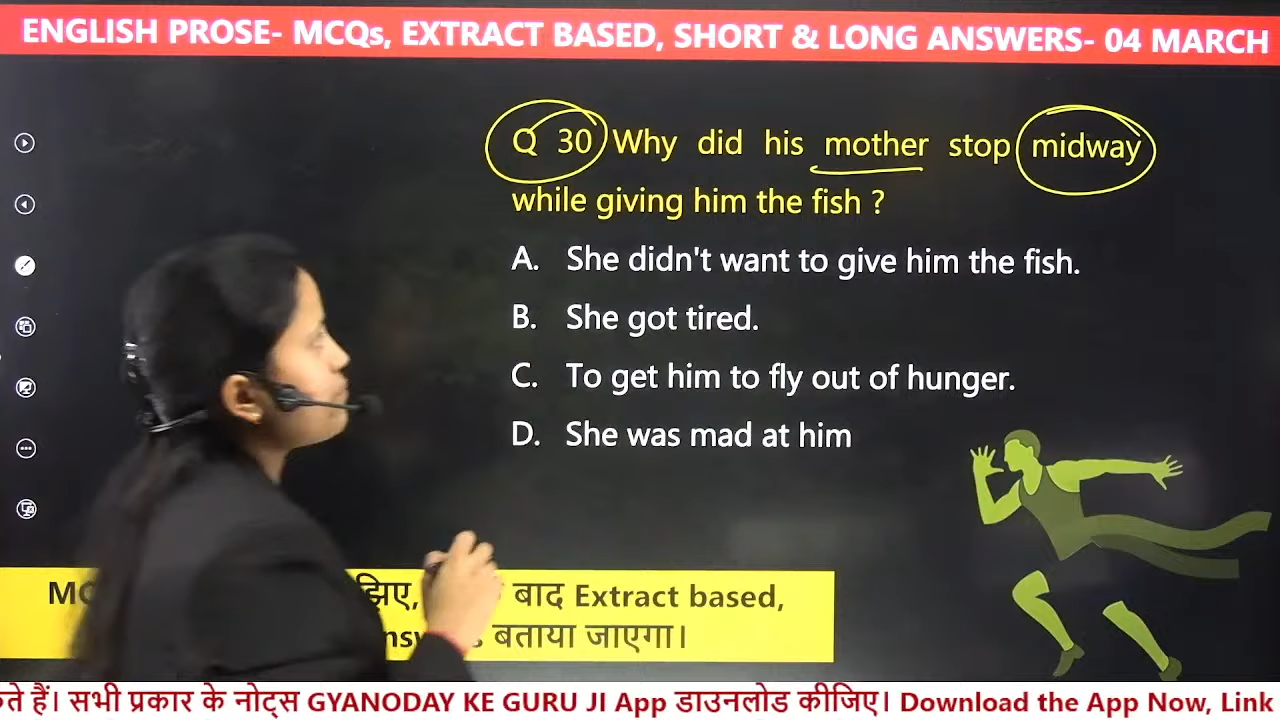 ENGLISH PROSE- MCQs, EXTRACT BASED, SHORT & LONG ANSWERS- 04 MARCH
Q 30 Why did his mother stop midway
while giving him the fish ?
A. She didn't want to give him the fish.
B. She got tired.
C. To get him to fly out of hunger.
D. She was mad at him
बाद Extract based,
बताया जाएगा।
हैं। सभी प्रकार के नोट्स GYANODAY KE GURU JI App डाउनलोड कीजिए। Download the App Now, Link